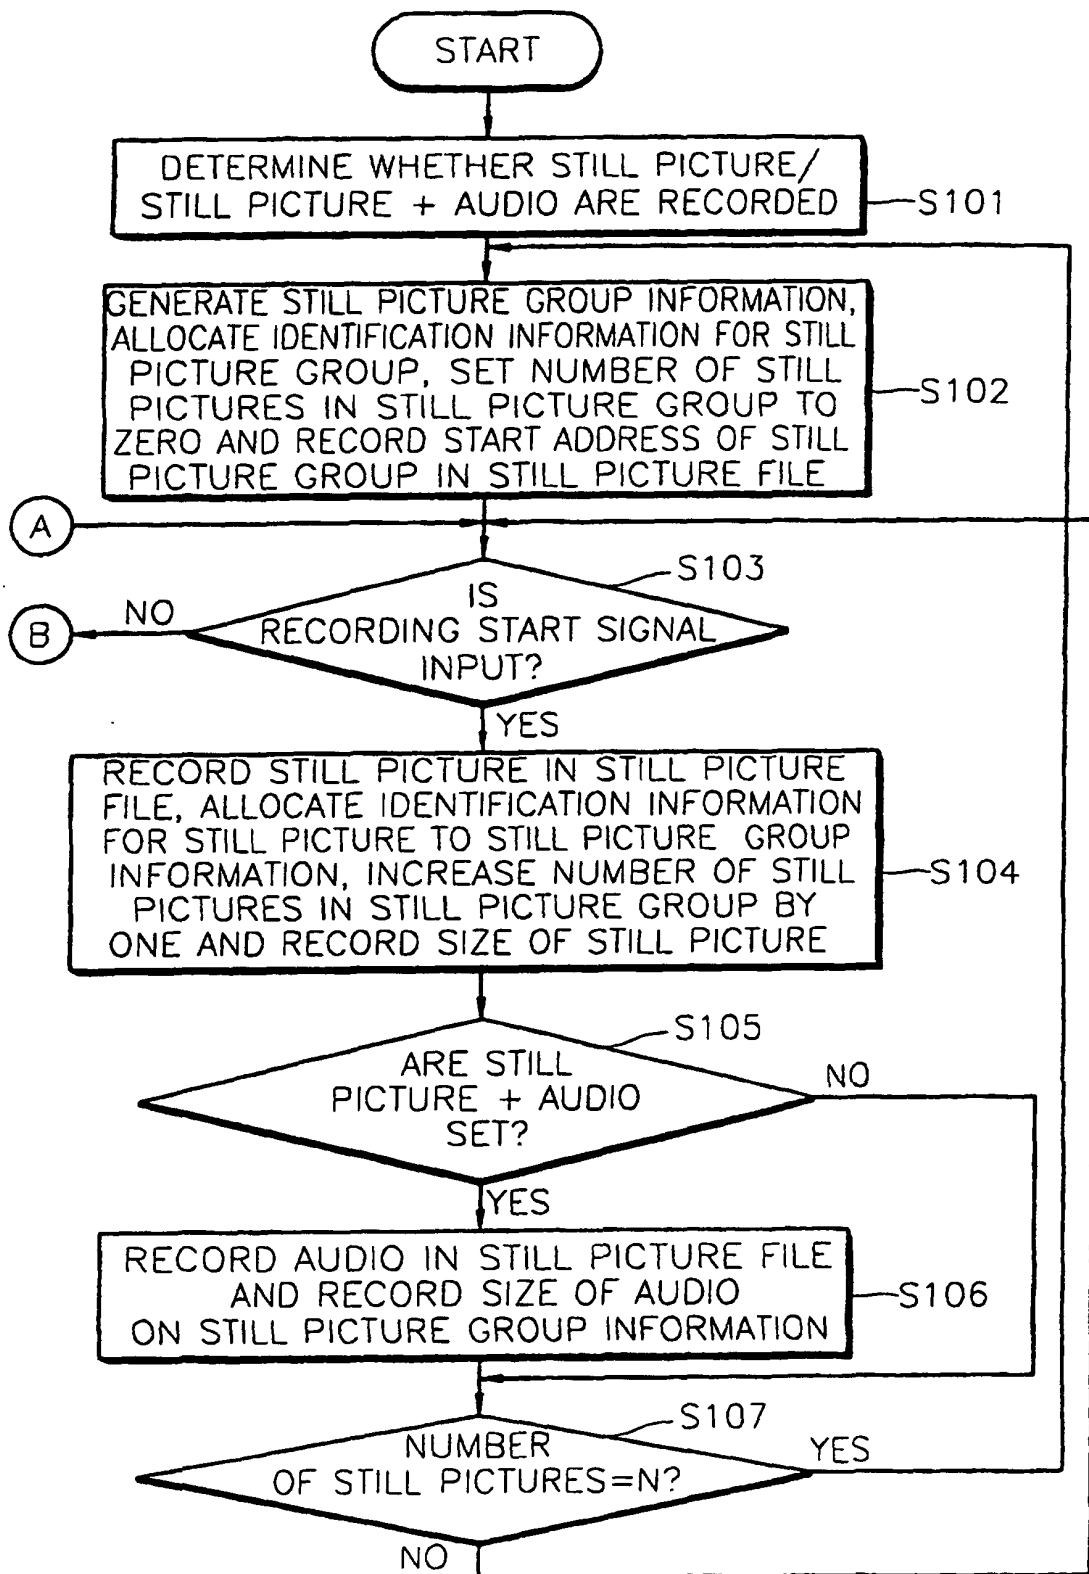 START
DETERMINE WHETHER STILL PICTURE/
STILL PICTURE + AUDIO ARE RECORDED
S101
GENERATE STILL PICTURE GROUP INFORMATION,
ALLOCATE IDENTIFICATION INFORMATION FOR STILL
PICTURE GROUP, SET NUMBER OF STILL
PICTURES IN STILL PICTURE GROUP TO
ZERO AND RECORD START ADDRESS OF STILL
PICTURE GROUP IN STILL PICTURE FILE
S102
A
S103
IS
RECORDING START SIGNAL
INPUT?
NO
B
YES
RECORD STILL PICTURE IN STILL PICTURE
FILE, ALLOCATE IDENTIFICATION INFORMATION
FOR STILL PICTURE TO STILL PICTURE GROUP
INFORMATION, INCREASE NUMBER OF STILL
PICTURES IN STILL PICTURE GROUP BY
ONE AND RECORD SIZE OF STILL PICTURE
S104
S105
ARE STILL
PICTURE + AUDIO
SET?
NO
YES
RECORD AUDIO IN STILL PICTURE FILE
AND RECORD SIZE OF AUDIO
ON STILL PICTURE GROUP INFORMATION
S106
S107
NUMBER
OF STILL PICTURES=N?
YES
NO